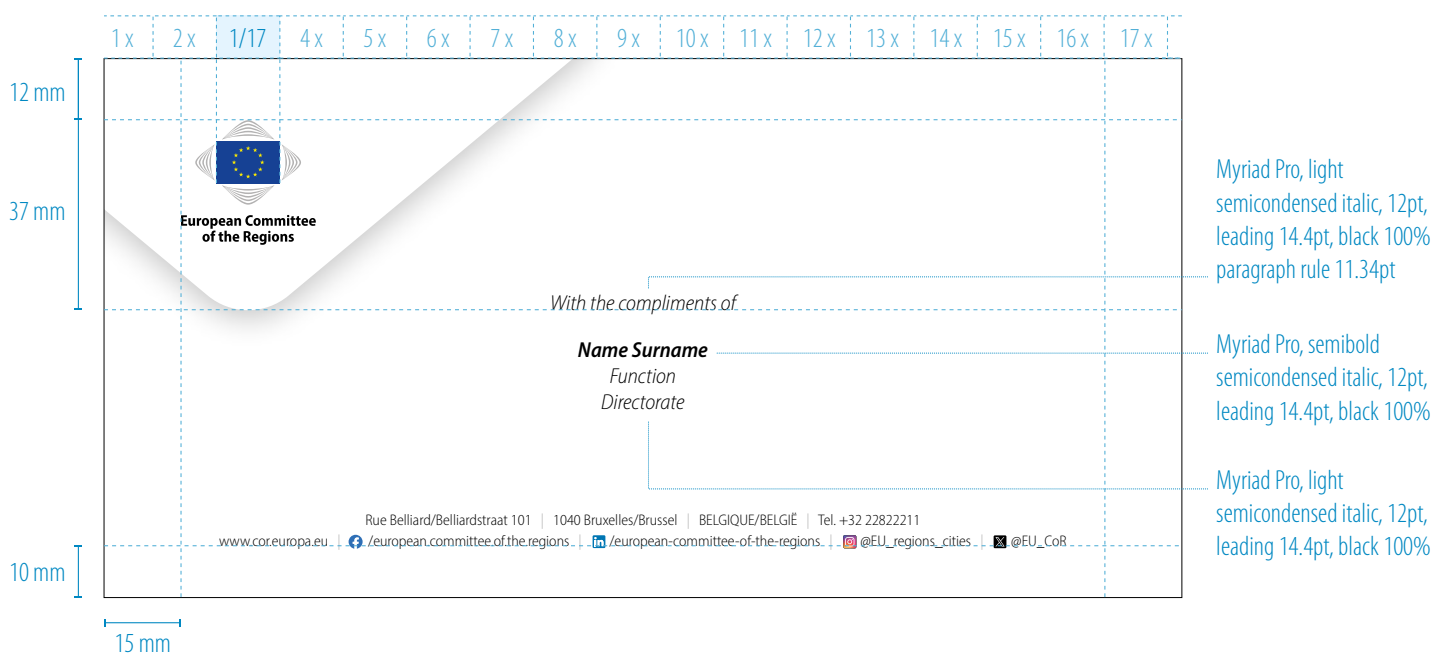 1 x 2 x 1/17 4 x 5 x 6 x 7 x 8 x 9 x 10 x 11 x 12 x 13 x 14 x 15 x 16 x 17 x
12 mm
37 mm
European Committee
of the Regions
With the compliments of
Name Surname
Function
Directorate
Myriad Pro, light
semicondensed italic, 12pt,
leading 14.4pt, black 100%
paragraph rule 11.34pt
Myriad Pro, semibold
semicondensed italic, 12pt,
leading 14.4pt, black 100%
Myriad Pro, light
semicondensed italic, 12pt,
leading 14.4pt, black 100%
Rue Belliard/Belliardstraat 101 | 1040 Bruxelles/Brussel | BELGIQUE/BELGIË | Tel. +32 22822211
www.cor.europa.eu | /european.committee.of.the.regions | /european-committee-of-the-regions | @EU_regions_cities | @EU_CoR
10 mm
15 mm